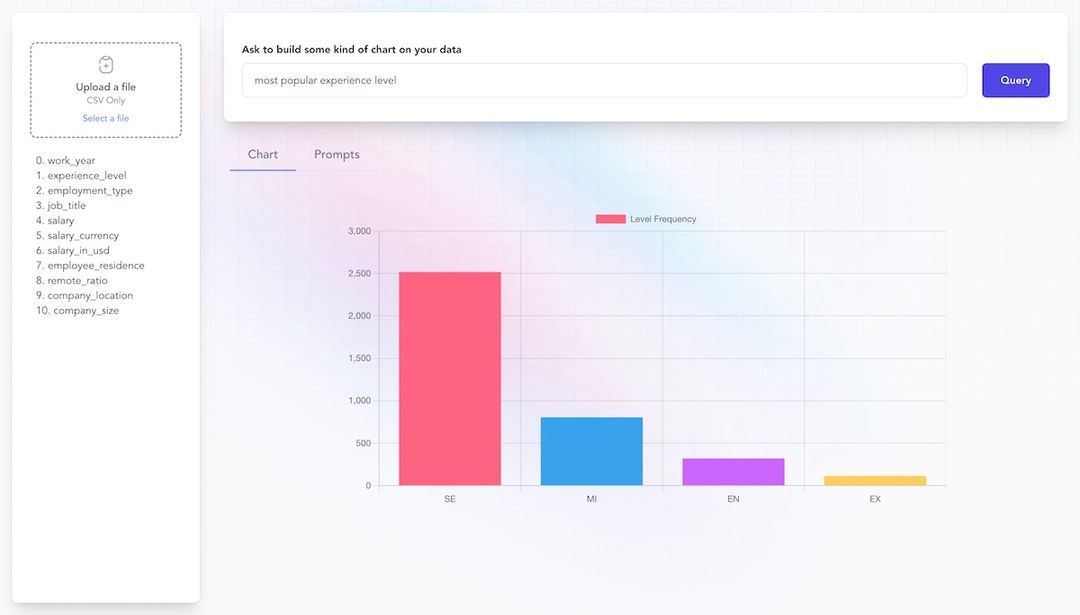 Upload a file
CSV Only
Select a file
0. work_year
1. experience_level
2. employment_type
3. job_title
4. salary
5. salary_currency
6. salary_in_usd
7. employee_residence
8. remote_ratio
9. company_location
10. company_size
Ask to build some kind of chart on your data
most popular experience level
Query
Chart Prompts
Level Frequency
3,000
2,500
2,000
1,500
1,000
500
0
SE MI EN EX